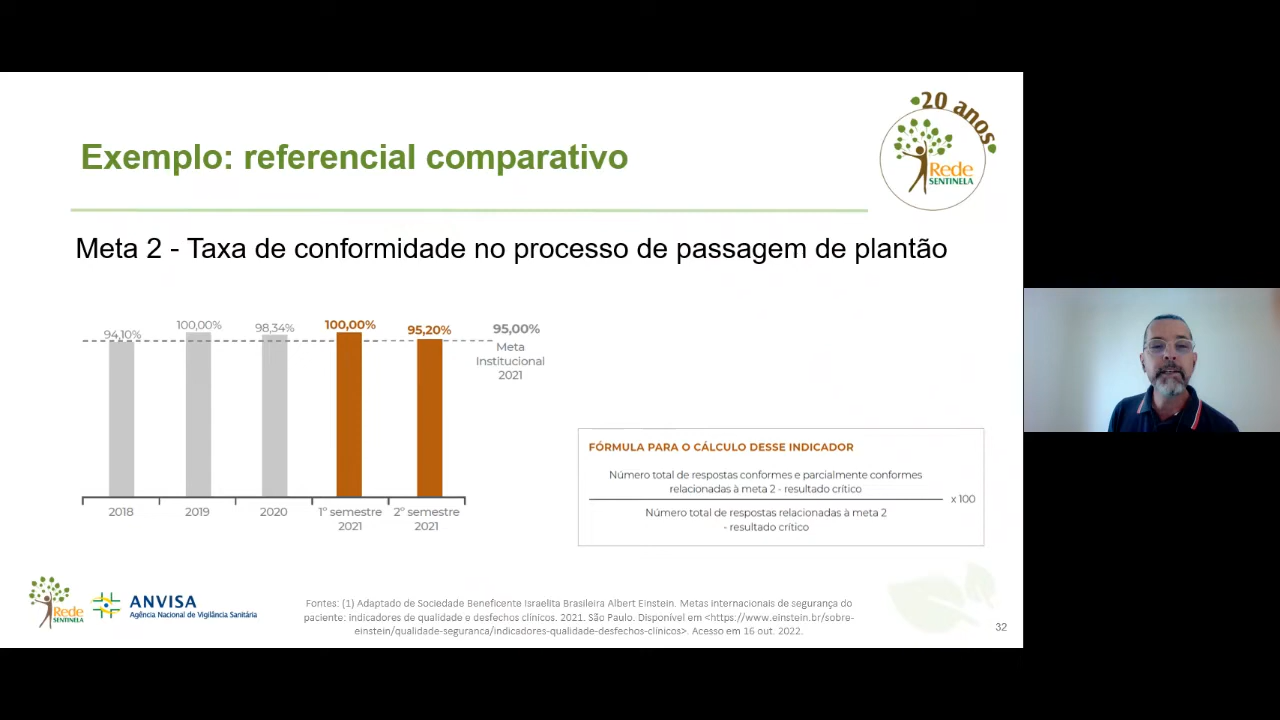 20 anos
Rede
SENTINELA
Exemplo: referencial comparativo
Meta 2 - Taxa de conformidade no processo de passagem de plantão
94,10%
100,00%
98,34%
100,00%
95,20%
95,00%
Meta
Institucional
2021
2018
2019
2020
1º semestre
2021
2º semestre
2021
FÓRMULA PARA O CÁLCULO DESSE INDICADOR
Número total de respostas conformes e parcialmente conformes
relacionadas à meta 2 - resultado crítico
x 100
Número total de respostas relacionadas à meta 2
- resultado crítico
Rede
SENTINELA
ANVISA
Agência Nacional de Vigilância Sanitária
Fontes: (1) Adaptado de Sociedade Beneficente Israelita Brasileira Albert Einstein. Metas internacionais de segurança do
paciente: indicadores de qualidade e desfechos clínicos. 2021. São Paulo. Disponível em <https://www.einstein.br/sobre-
einstein/qualidade-seguranca/indicadores-qualidade-desfechos-clinicos>. Acesso em 16 out. 2022.
32